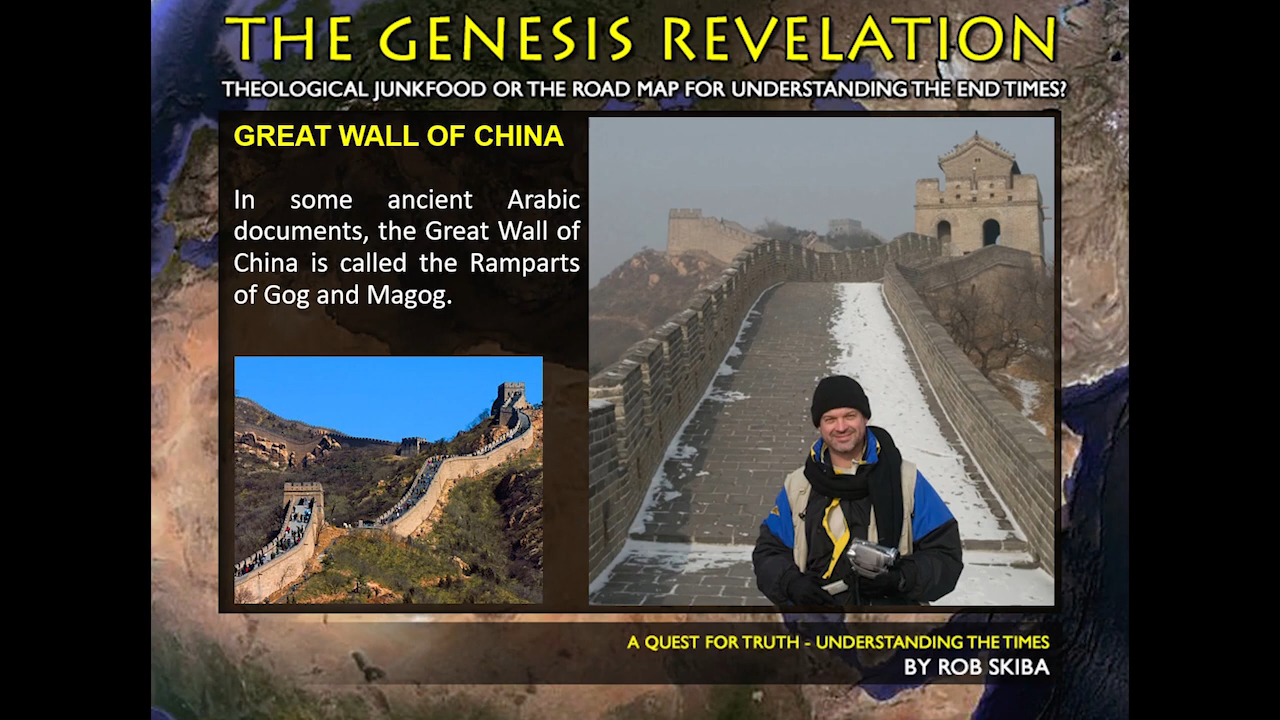 THE GENESIS REVELATION
THEOLOGICAL JUNKFOOD OR THE ROAD MAP FOR UNDERSTANDING THE END TIMES?
GREAT WALL OF CHINA
In some ancient Arabic
documents, the Great Wall of
China is called the Ramparts
of Gog and Magog.
A QUEST FOR TRUTH - UNDERSTANDING THE TIMES
BY ROB SKIBA